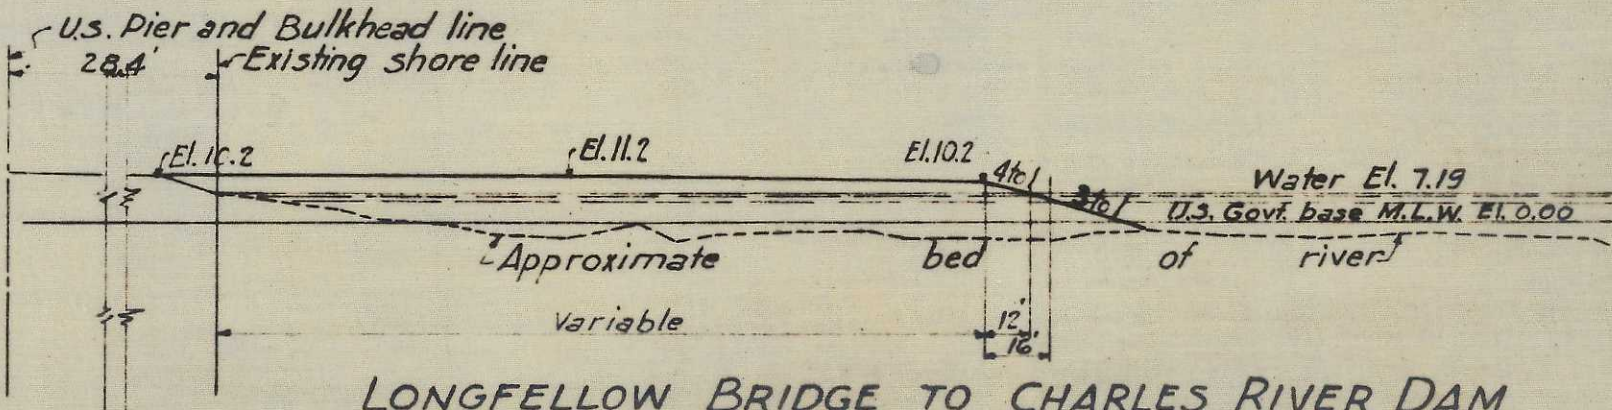 U.S. Pier and Bulkhead line
28.4'
Existing shore line
El. 10.2
El. 11.2
El. 10.2
4 to 1
3 to 1
Water El. 7.19
U.S. Govt. base M.L.W. El. 0.00
Approximate bed of river
Variable
12'
16'
LONGFELLOW BRIDGE TO CHARLES RIVER DAM